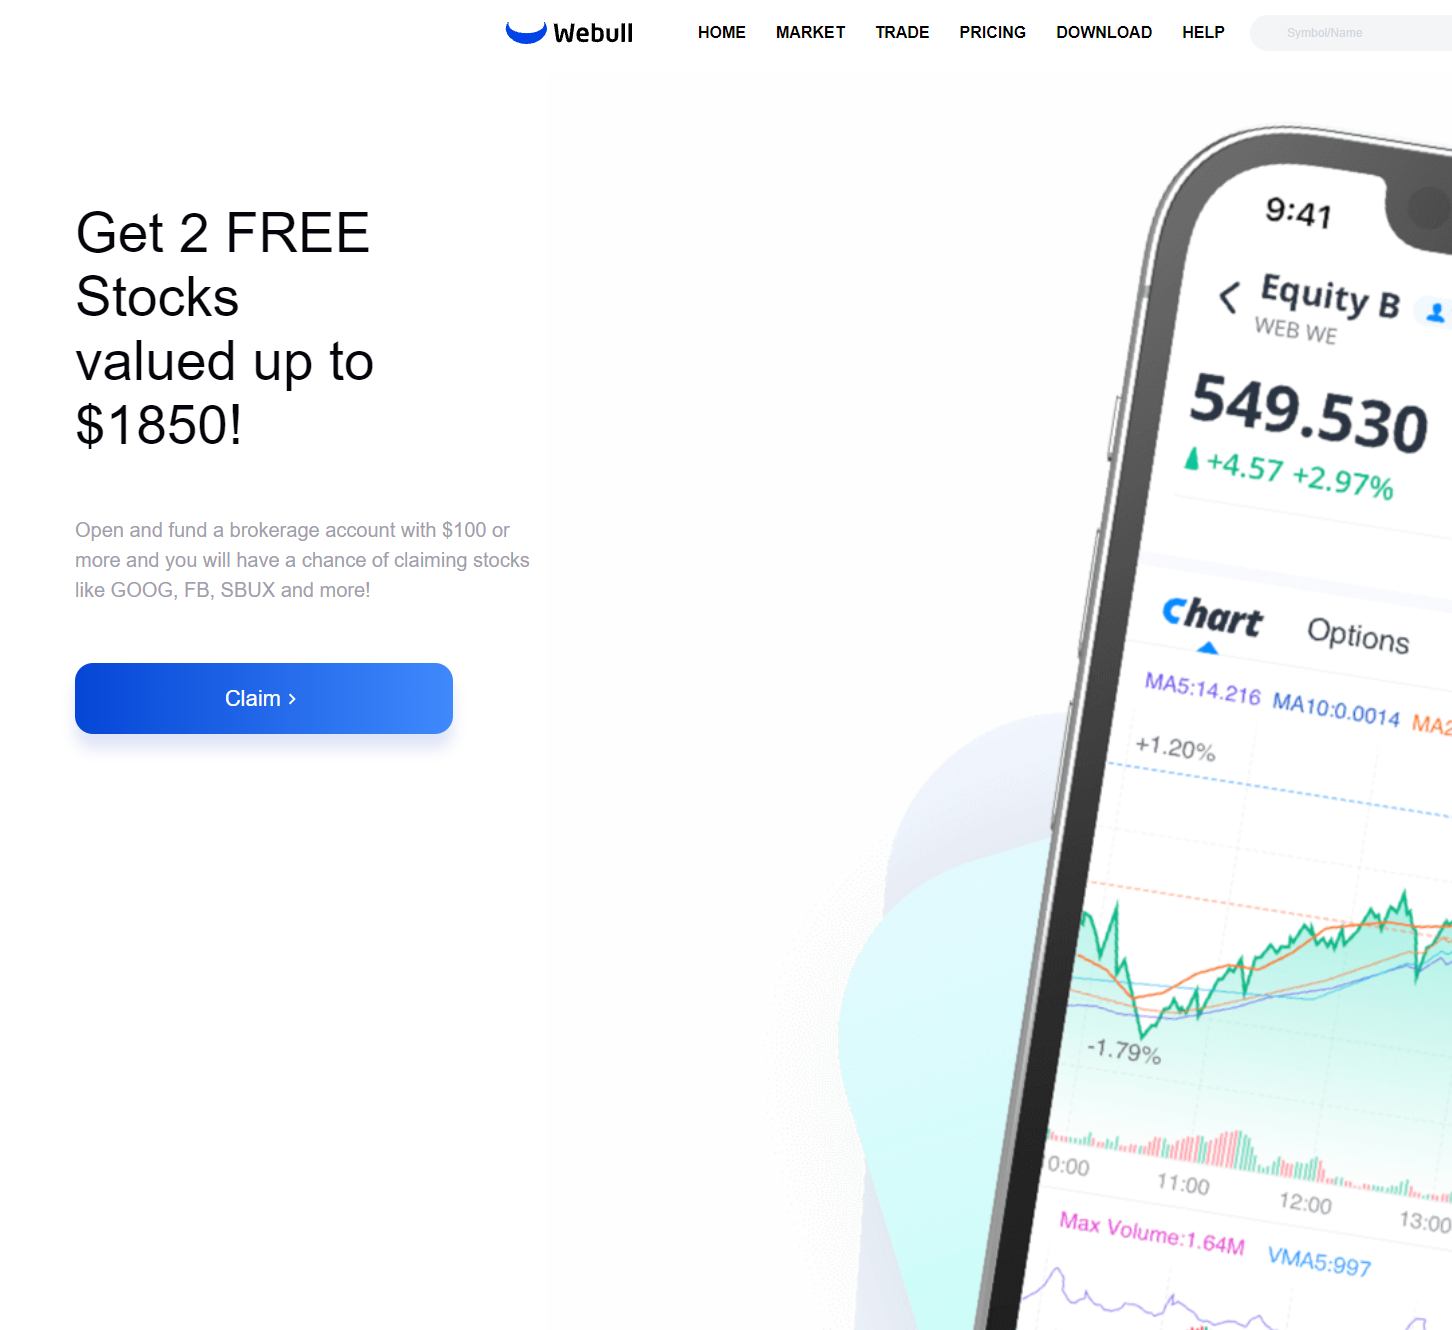 Webull HOME MARKET TRADE PRICING DOWNLOAD HELP Symbol/Name
Get 2 FREE
Stocks
valued up to
$1850!
Open and fund a brokerage account with $100 or
more and you will have a chance of claiming stocks
like GOOG, FB, SBUX and more!
Claim >
9:41
Equity B
WEB WE
549.530
+4.57 +2.97%
Chart Options
MA5:14.216 MA10:0.0014 MA2
+1.20%
-1.79%
0:00 11:00 12:00 13:00
Max Volume:1.64M VMA5:997